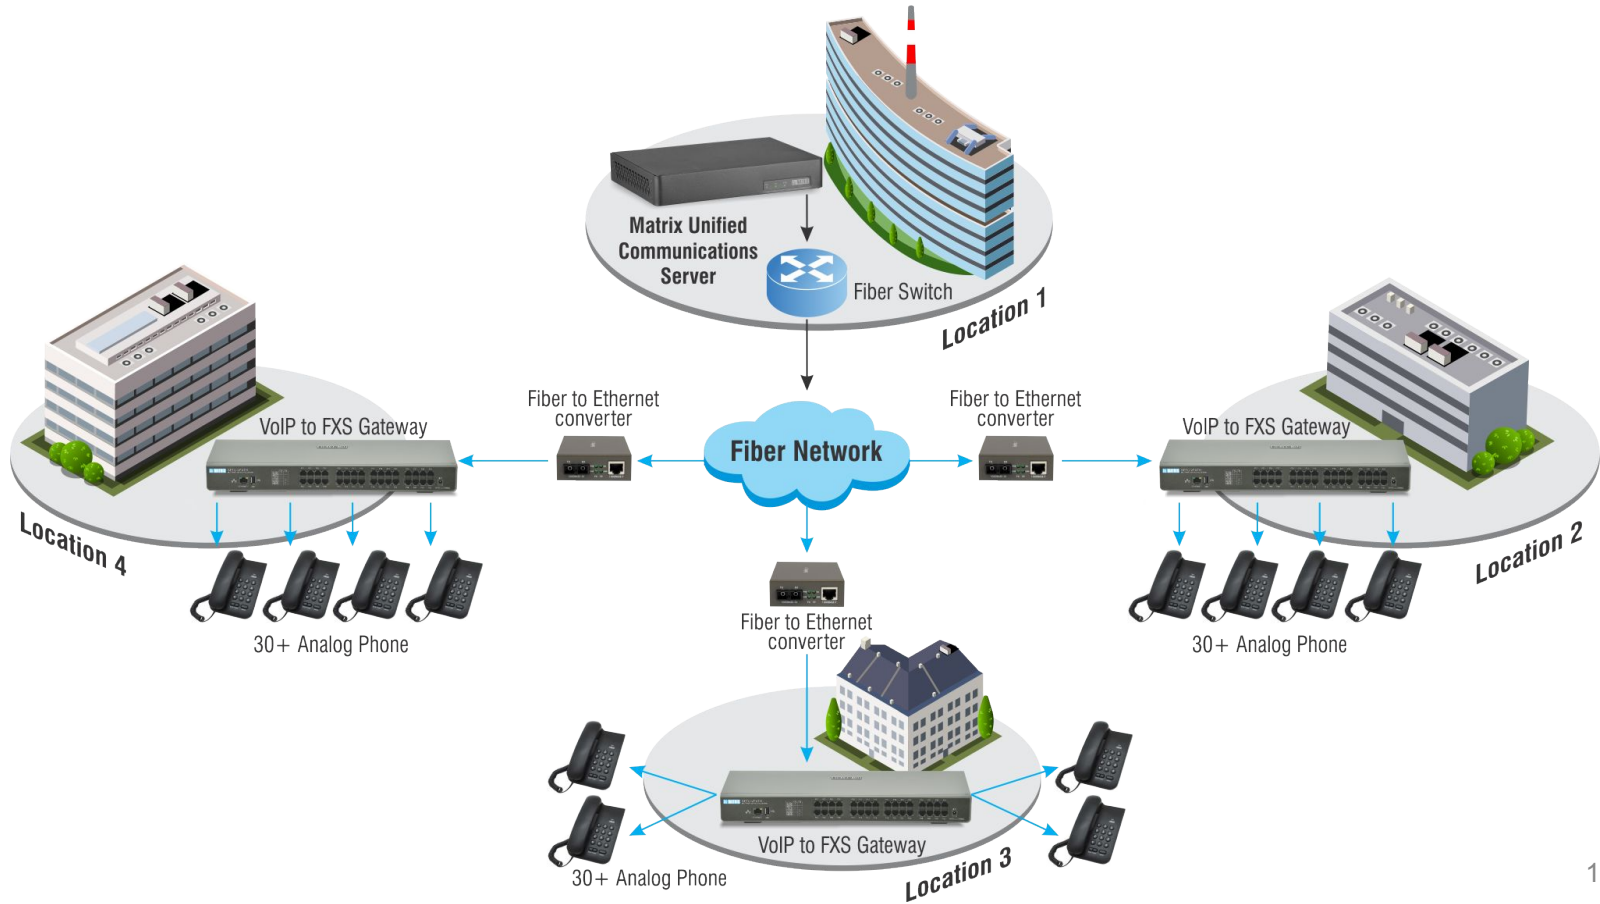 Matrix Unified
Communications
Server
Fiber Switch
Location 1
Fiber to Ethernet
converter
Fiber to Ethernet
converter
VoIP to FXS Gateway
VoIP to FXS Gateway
Fiber Network
Location 4
Location 2
30+ Analog Phone
30+ Analog Phone
Fiber to Ethernet
converter
VoIP to FXS Gateway
30+ Analog Phone
Location 3
1